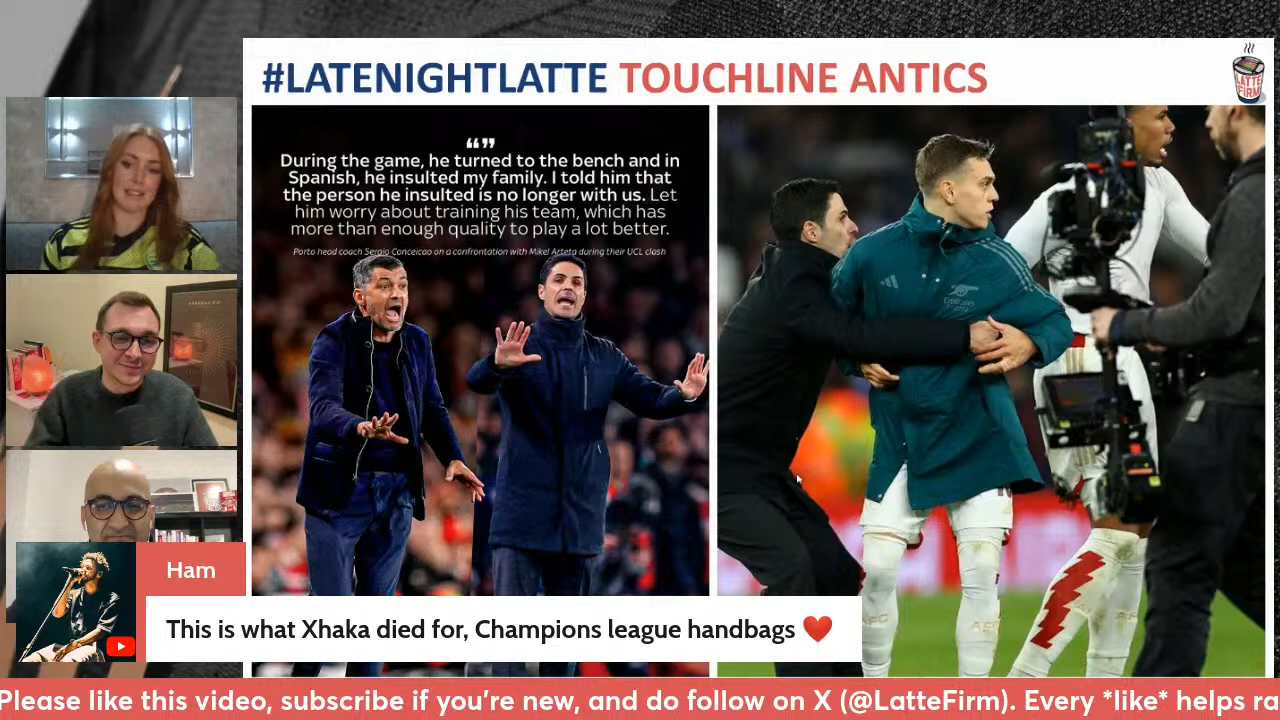 #LATENIGHTLATTE TOUCHLINE ANTICS
LATTE
FIRM
“”
During the game, he turned to the bench and in
Spanish, he insulted my family. I told him that
the person he insulted is no longer with us. Let
him worry about training his team, which has
more than enough quality to play a lot better.
Porto head coach Sergio Conceicao on a confrontation with Mikel Arteta during their UCL clash
Emirates
Ham
This is what Xhaka died for, Champions league handbags ❤️
Please like this video, subscribe if you're new, and do follow on X (@LatteFirm). Every *like* helps ra